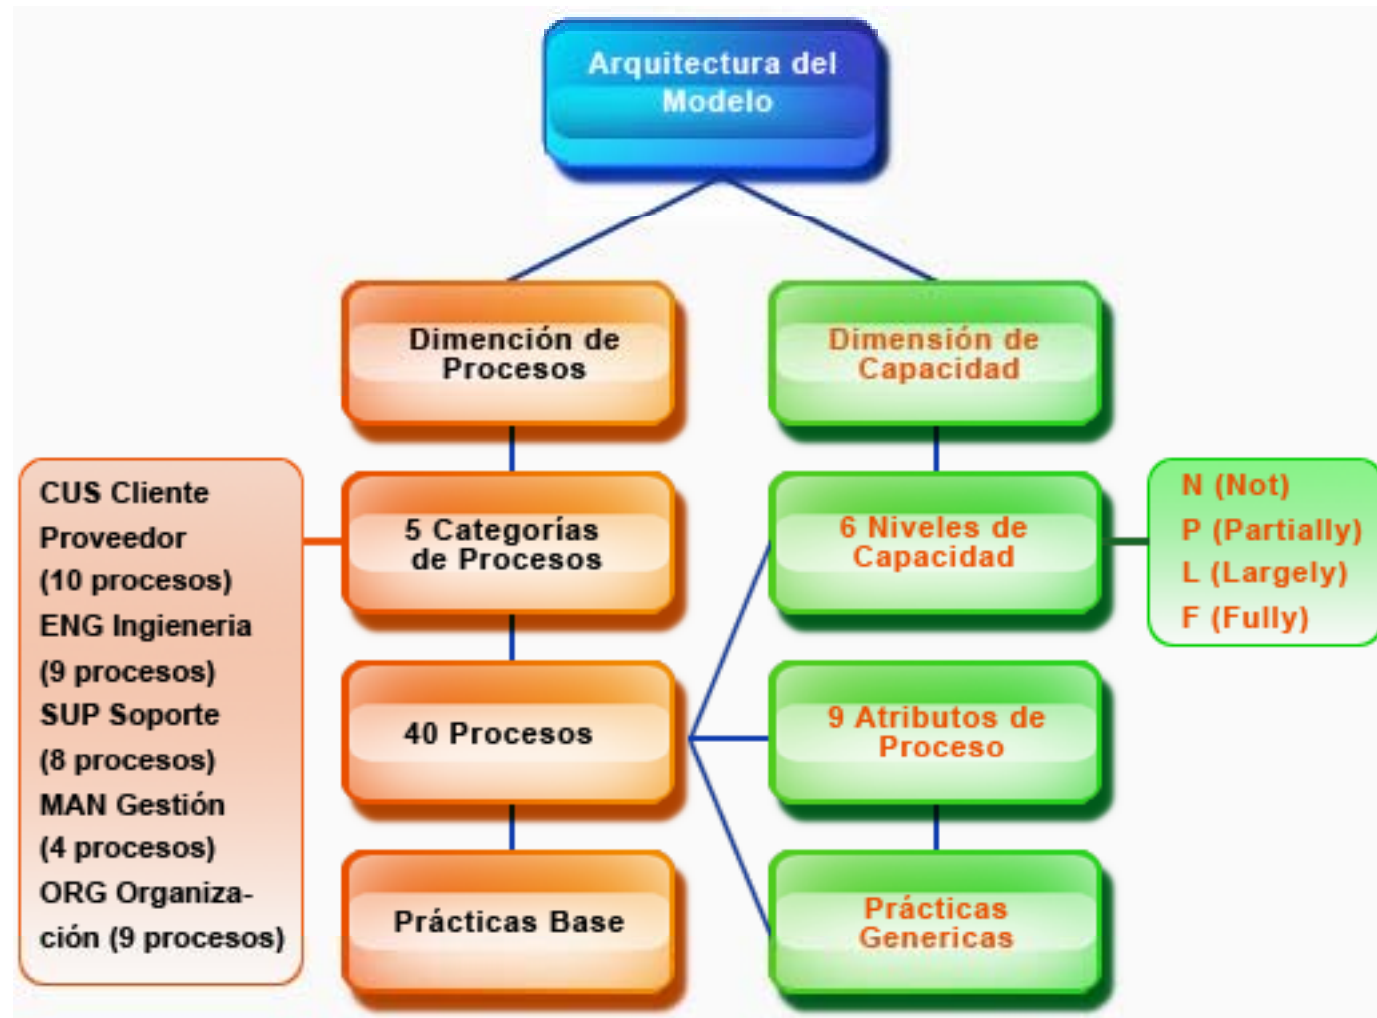 Arquitectura del
Modelo
Dimención de
Procesos
Dimensión de
Capacidad
CUS Cliente
Proveedor
(10 procesos)
ENG Ingieneria
(9 procesos)
SUP Soporte
(8 procesos)
MAN Gestión
(4 procesos)
ORG Organiza-
ción (9 procesos)
5 Categorías
de Procesos
6 Niveles de
Capacidad
N (Not)
P (Partially)
L (Largely)
F (Fully)
40 Procesos
9 Atributos de
Proceso
Prácticas Base
Prácticas
Genericas